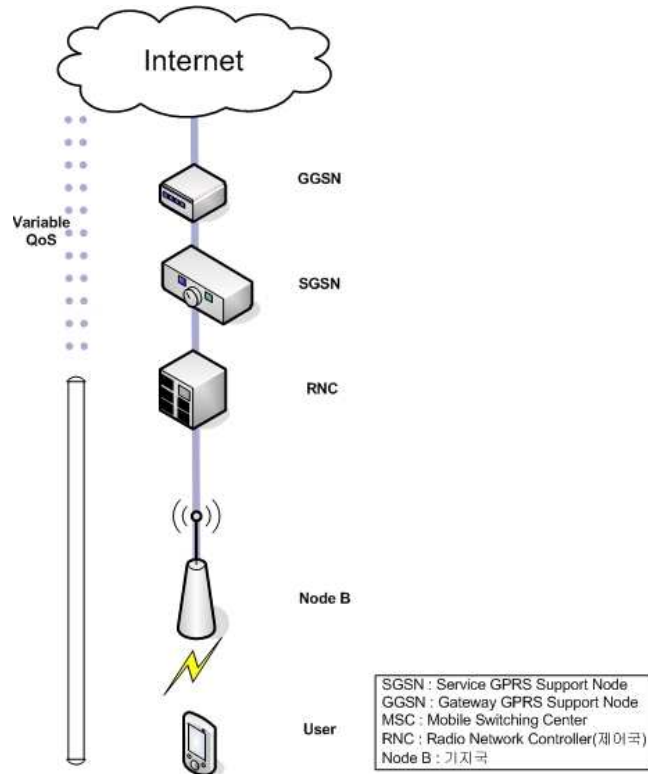 Internet
GGSN
Variable
QoS
SGSN
RNC
Node B
User
SGSN : Service GPRS Support Node
GGSN : Gateway GPRS Support Node
MSC : Mobile Switching Center
RNC : Radio Network Controller(제어국)
Node B : 기지국